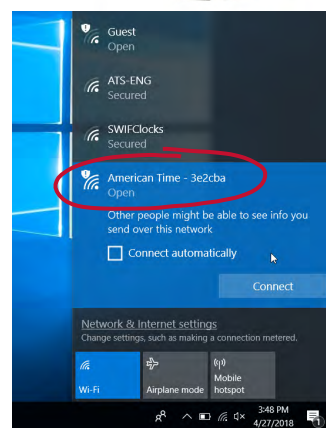 Guest
Open
ATS-ENG
Secured
SWIFClocks
Secured
American Time - 3e2cba
Open
Other people might be able to see info you
send over this network
Connect automatically
Connect
Network & Internet settings
Change settings, such as making a connection metered.
Wi-Fi
Airplane mode
Mobile
hotspot
3:48 PM
4/27/2018
1